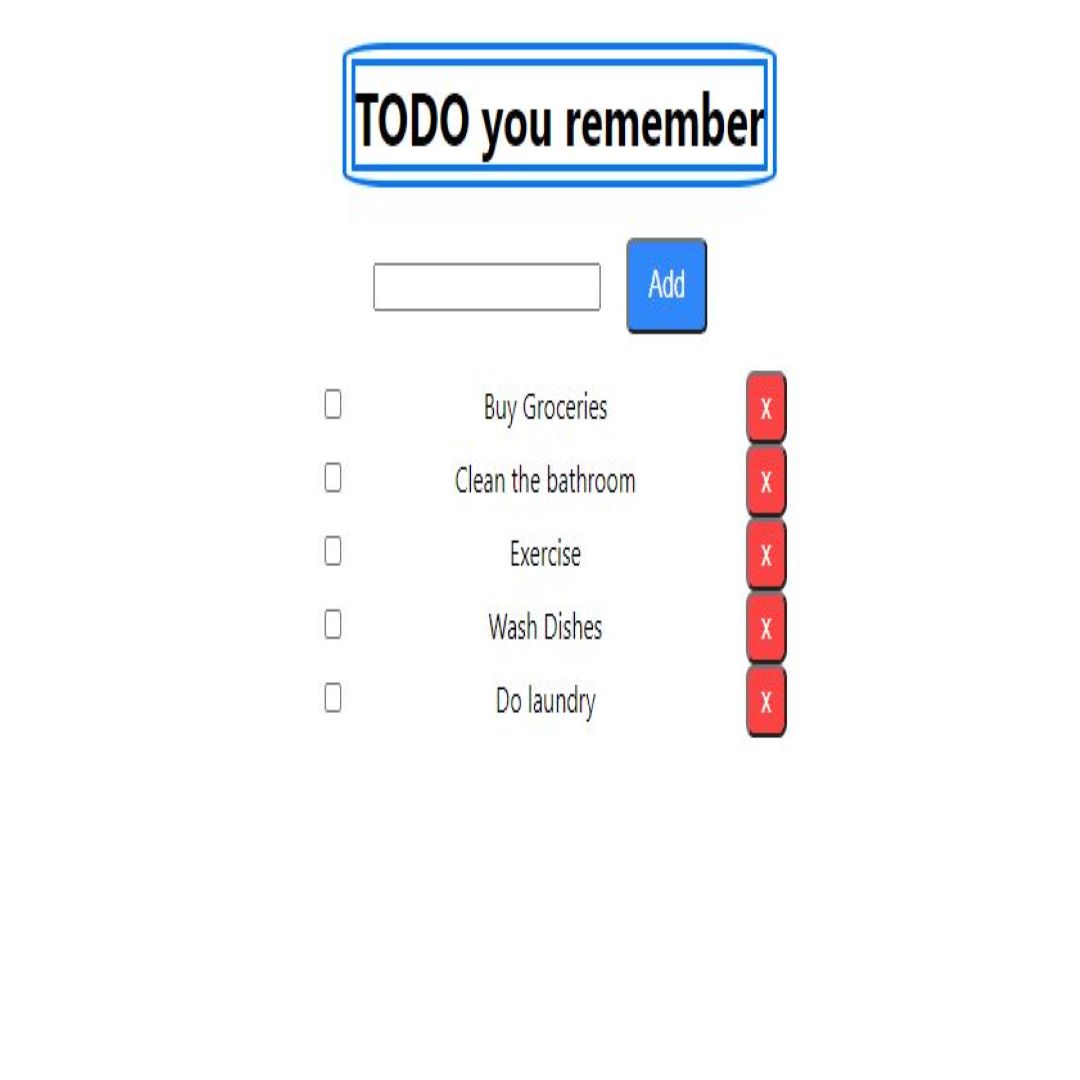 TODO you remember
Add
Buy Groceries
x
Clean the bathroom
x
Exercise
x
Wash Dishes
x
Do laundry
x